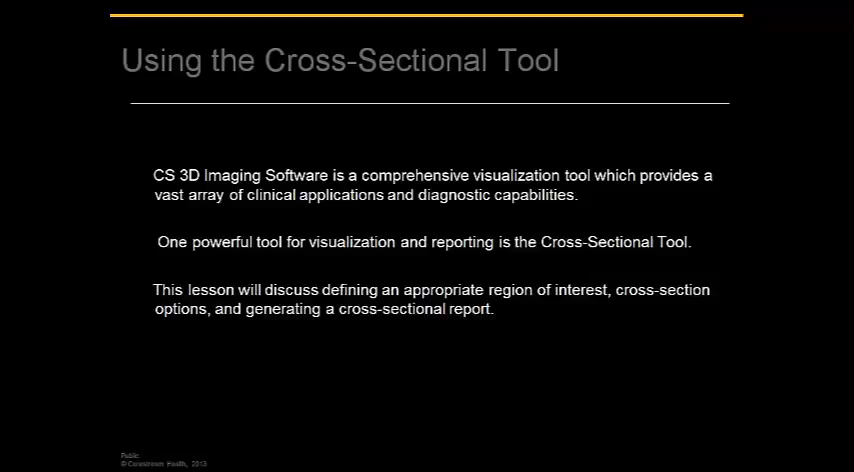 Using the Cross-Sectional Tool
CS 3D Imaging Software is a comprehensive visualization tool which provides a
vast array of clinical applications and diagnostic capabilities.
One powerful tool for visualization and reporting is the Cross-Sectional Tool.
This lesson will discuss defining an appropriate region of interest, cross-section
options, and generating a cross-sectional report.
Public
© Carestream Health, 2013